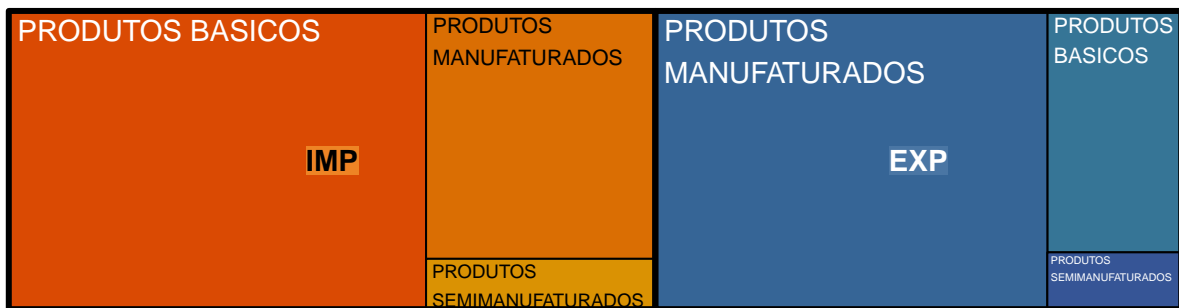 PRODUTOS BASICOS
IMP
PRODUTOS
MANUFATURADOS
PRODUTOS
SEMIMANUFATURADOS
PRODUTOS
MANUFATURADOS
EXP
PRODUTOS
BASICOS
PRODUTOS
SEMIMANUFATURADOS